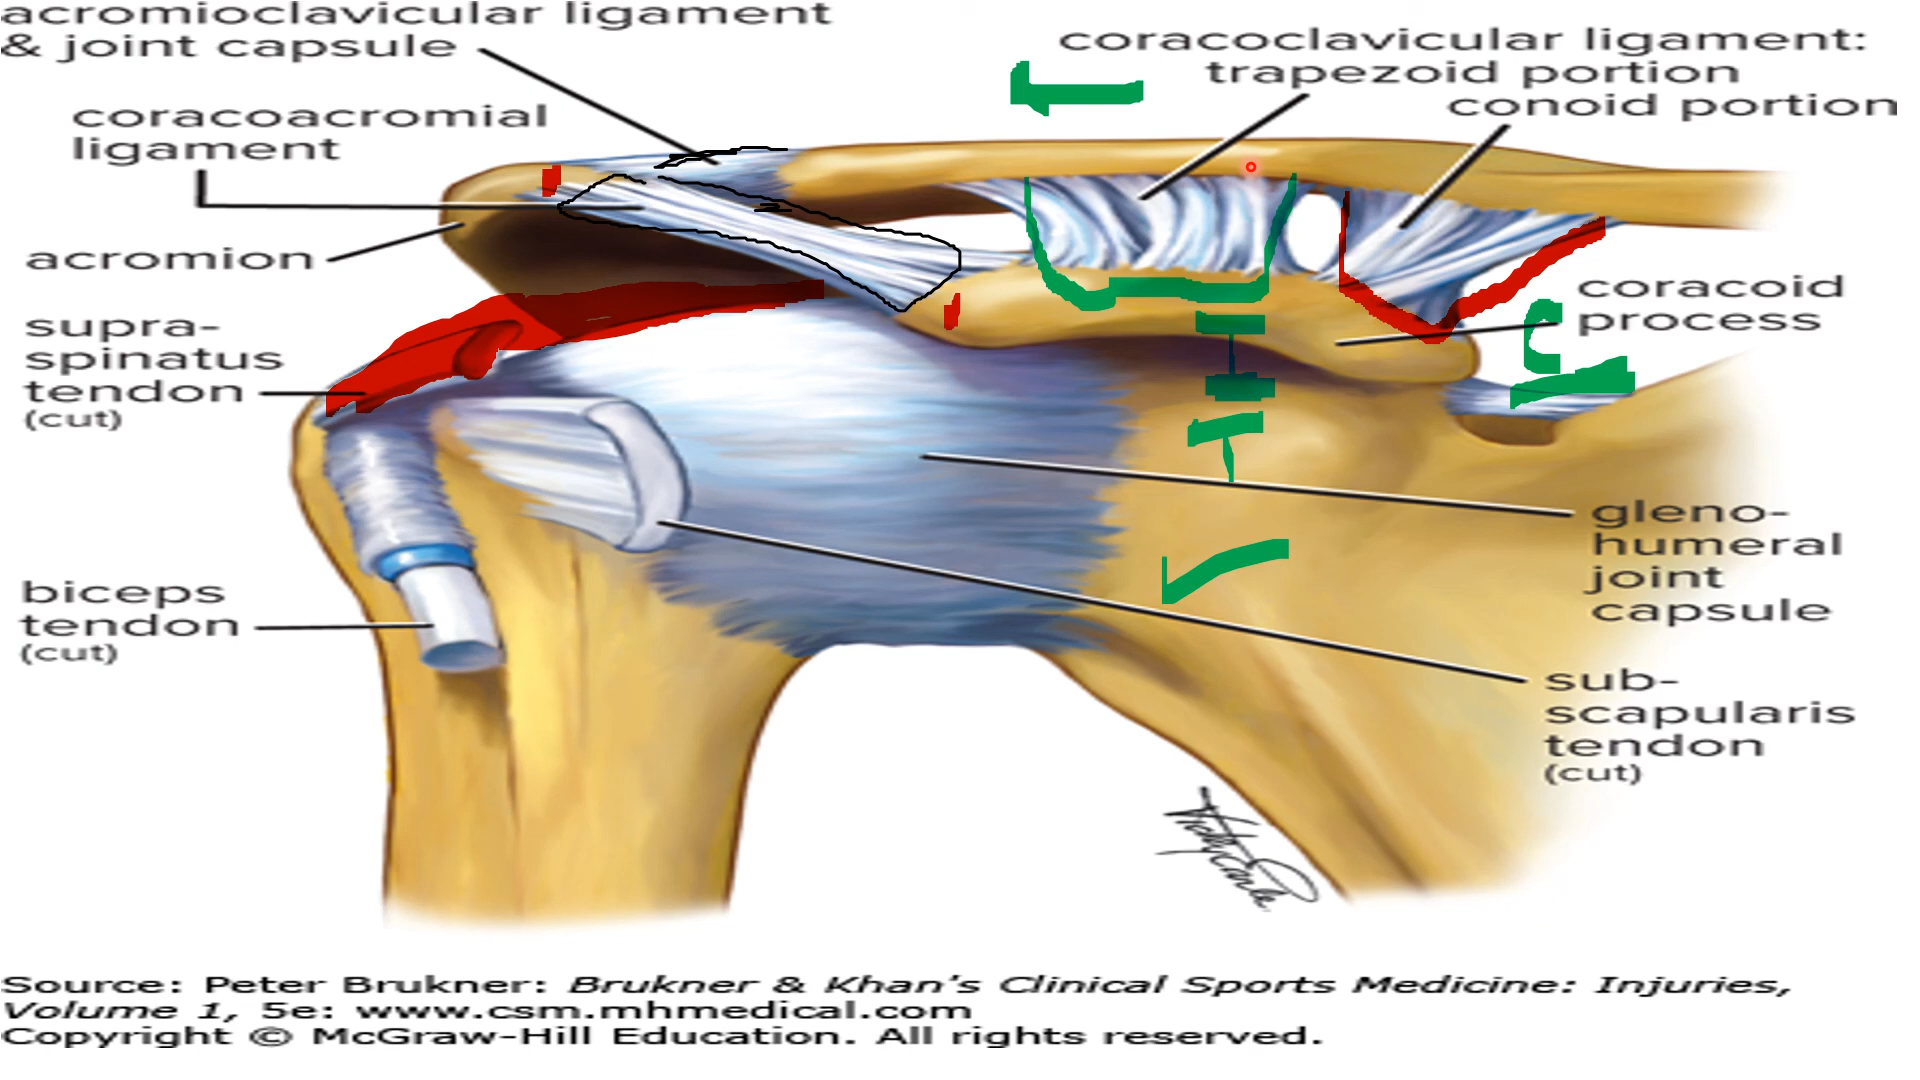 acromioclavicular ligament
& joint capsule
coracoacromial
ligament
acromion
supra-
spinatus
tendon
(cut)
biceps
tendon
(cut)
coracoclavicular ligament:
trapezoid portion
conoid portion
coracoid
process
gleno-
humeral
joint
capsule
sub-
scapularis
tendon
(cut)
Source: Peter Brukner: Brukner & Khan's Clinical Sports Medicine: Injuries,
Volume 1, 5e: www.csm.mhmedical.com
Copyright © McGraw-Hill Education. All rights reserved.